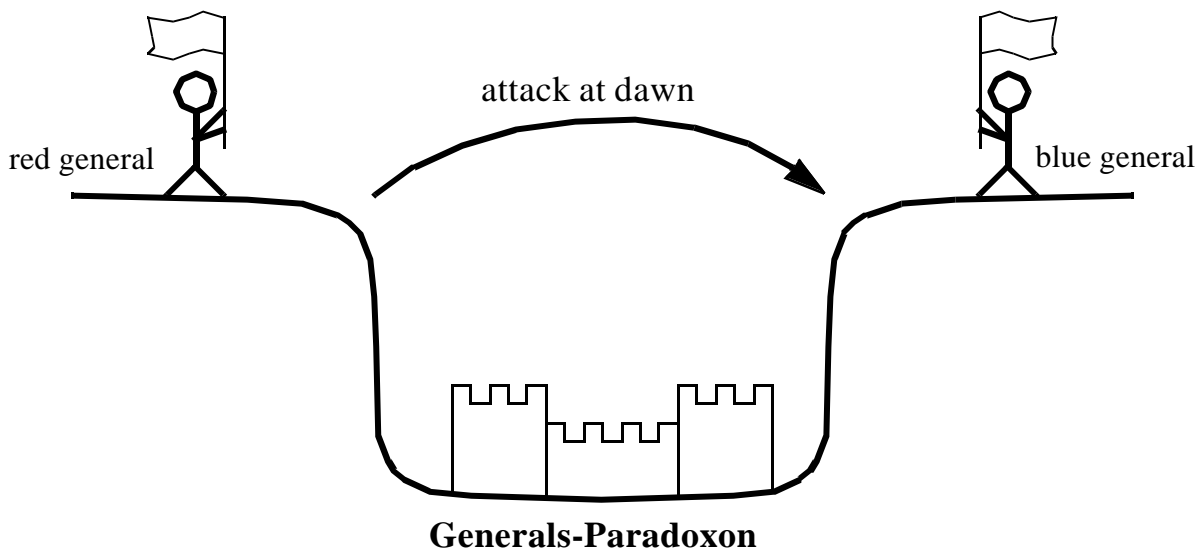 attack at dawn
red general
blue general
Generals-Paradoxon